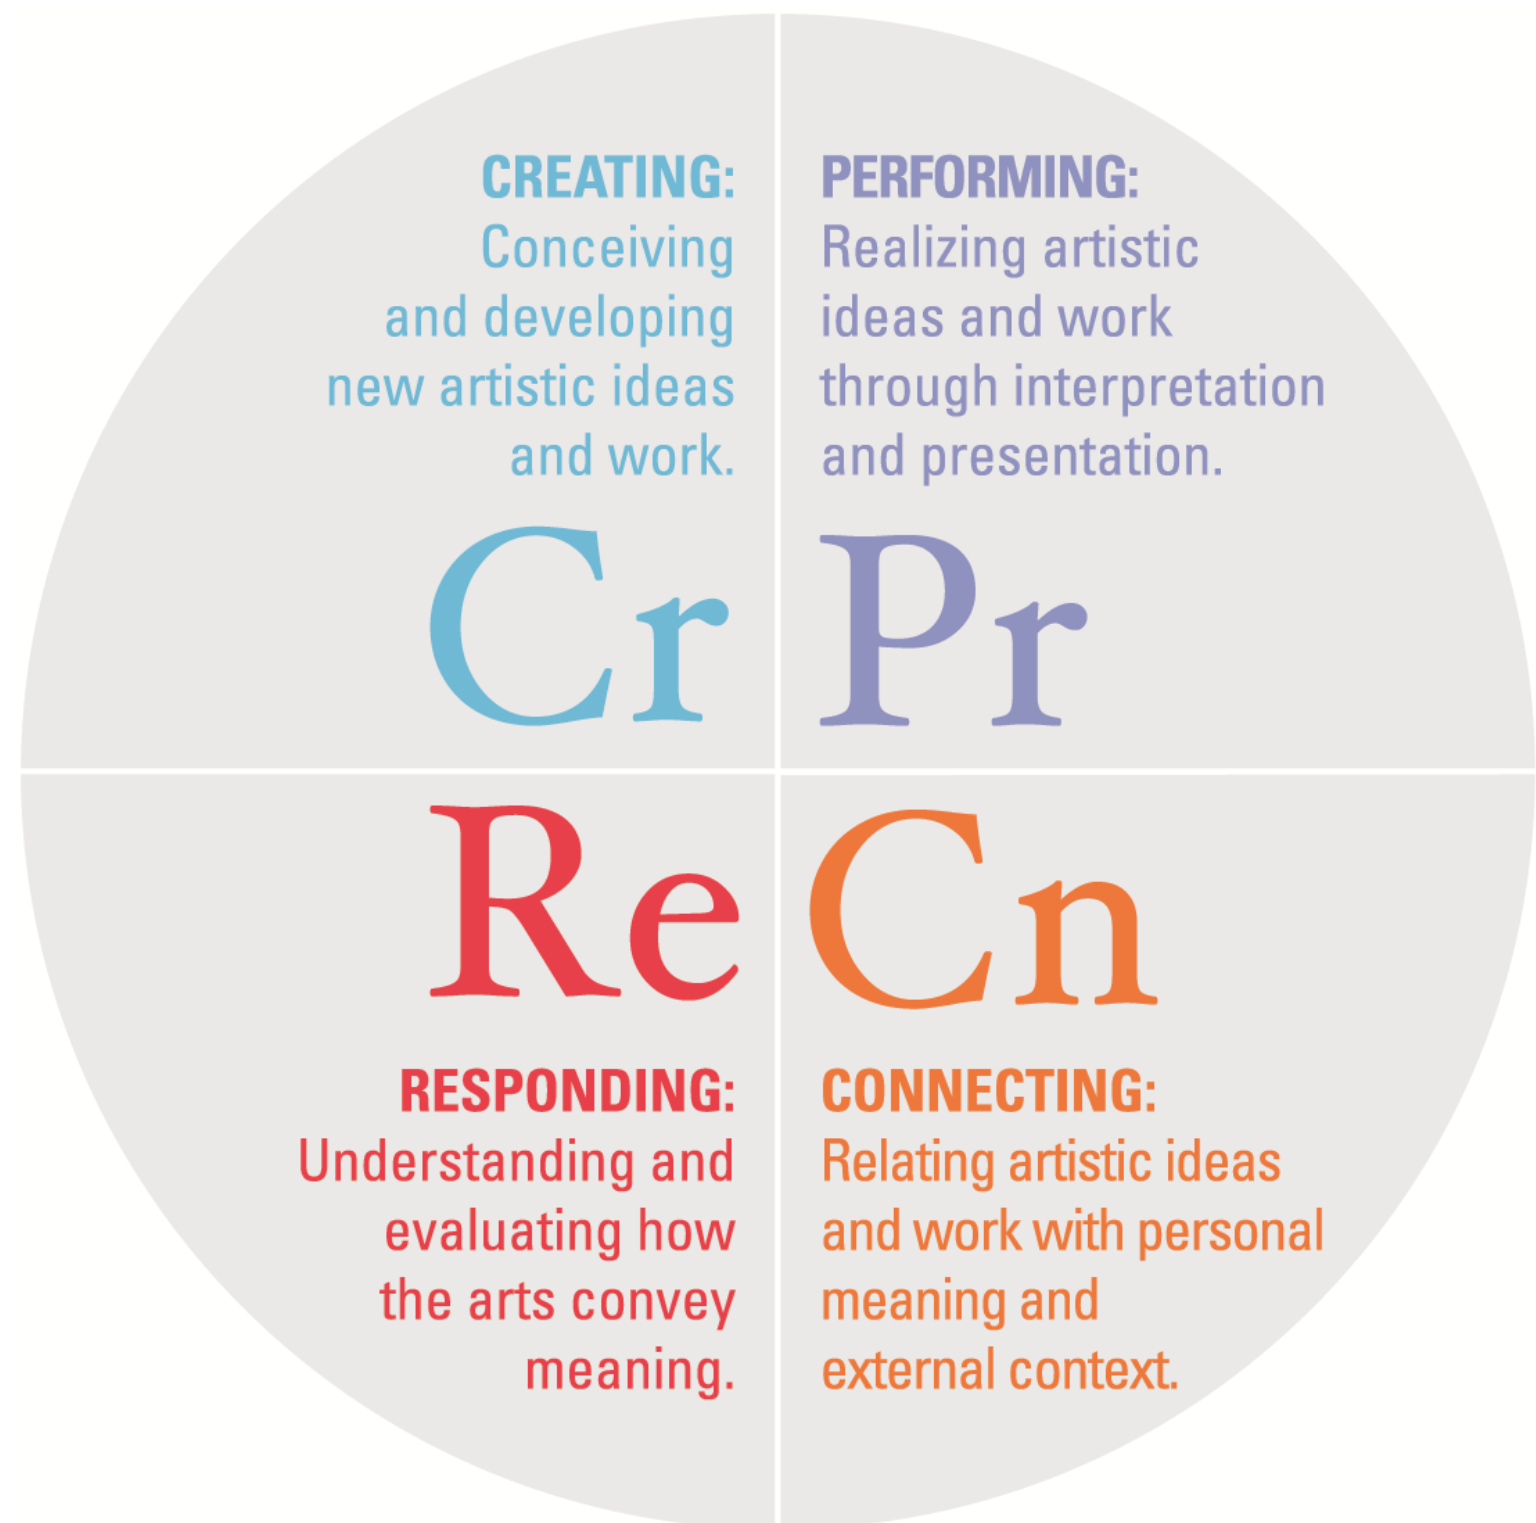 CREATING:
Conceiving
and developing
new artistic ideas
and work.
Cr
PERFORMING:
Realizing artistic
ideas and work
through interpretation
and presentation.
Pr
Re
RESPONDING:
Understanding and
evaluating how
the arts convey
meaning.
Cn
CONNECTING:
Relating artistic ideas
and work with personal
meaning and
external context.